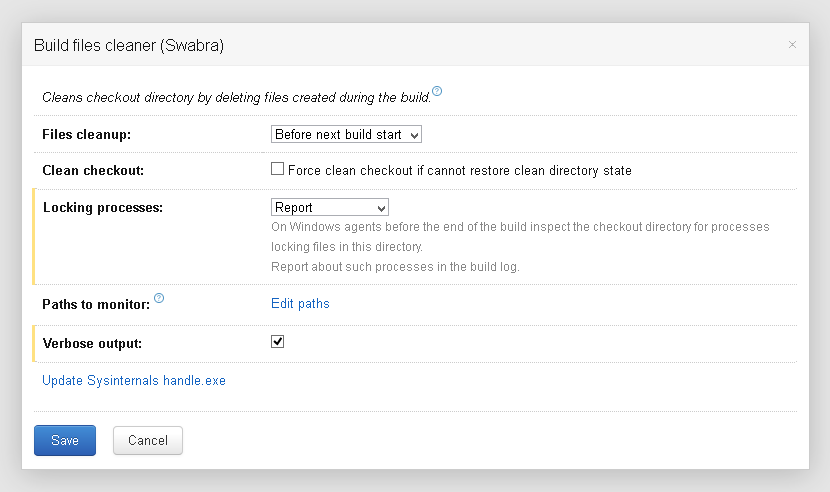 Build files cleaner (Swabra)
×
Cleans checkout directory by deleting files created during the build. ?
Files cleanup: Before next build start
Clean checkout: Force clean checkout if cannot restore clean directory state
Locking processes: Report
On Windows agents before the end of the build inspect the checkout directory for processes
locking files in this directory.
Report about such processes in the build log.
Paths to monitor: ? Edit paths
Verbose output:
Update Sysinternals handle.exe
Save Cancel